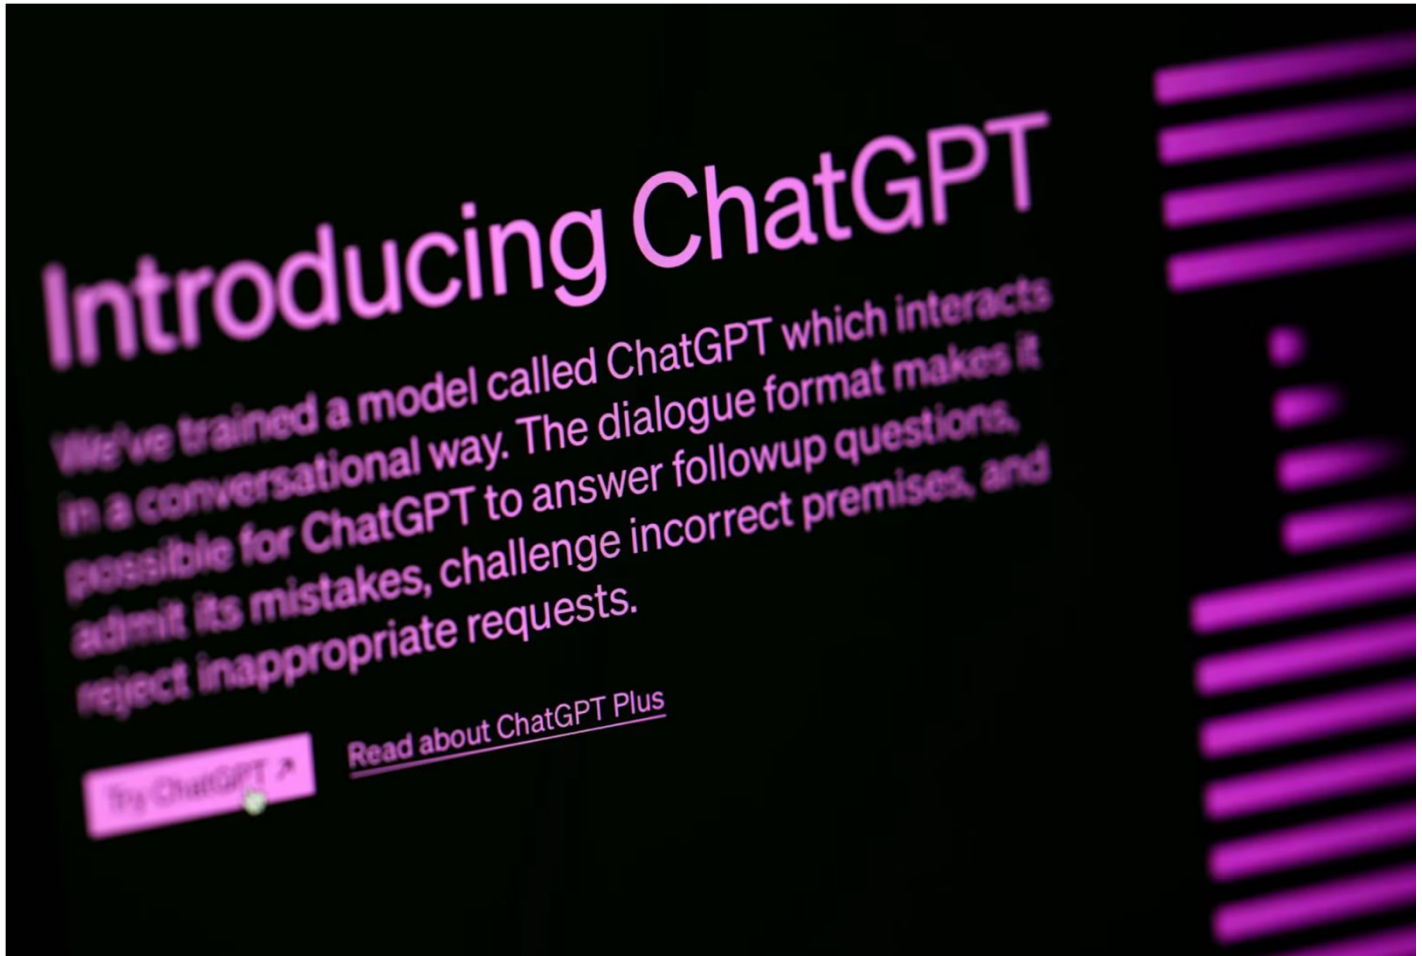 Introducing ChatGPT
We've trained a model called ChatGPT which interacts
in a conversational way. The dialogue format makes it
possible for ChatGPT to answer followup questions,
admit its mistakes, challenge incorrect premises, and
reject inappropriate requests.
Try ChatGPT ↗
Read about ChatGPT Plus